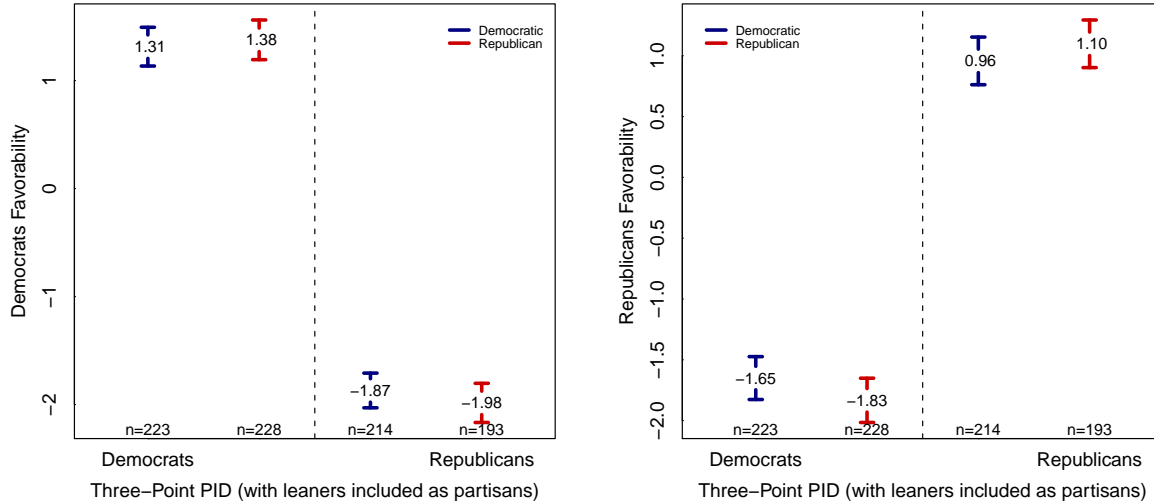 Democratic
Republican
1.31
1.38
−1.87
−1.98
1
0
−1
−2
Democrats Favorability
n=223
n=228
n=214
n=193
Democrats
Republicans
Three−Point PID (with leaners included as partisans)
Democratic
Republican
0.96
1.10
−1.65
−1.83
1.0
0.5
0.0
−0.5
−1.0
−1.5
−2.0
Republicans Favorability
n=223
n=228
n=214
n=193
Democrats
Republicans
Three−Point PID (with leaners included as partisans)